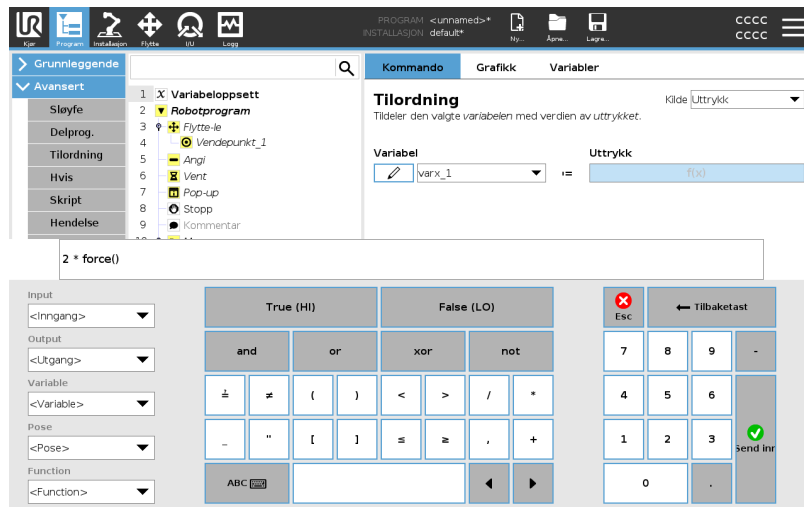 PROGRAM <unnamed>*
INSTALLASJON default*
CCCC
CCCC
Kjør Program Installasjon Flytte I/U Logg Ny... Åpne... Lagre...
Grunnleggende
Avansert
Sløyfe
Delprog.
Tilordning
Hvis
Skript
Hendelse
1 X Variabeloppsett
2 Robotprogram
3 Flytte-le
4 Vendepunkt_1
5 Angi
6 Vent
7 Pop-up
8 Stopp
9 Kommentar
Kommando Grafikk Variabler
Tilordning
Kilde Uttrykk
Tildeler den valgte variabelen med verdien av uttrykket.
Variabel Uttrykk
varx_1 := f(x)
2 * force()
Input
<Inngang>
Output
<Utgang>
Variable
<Variable>
Pose
<Pose>
Function
<Function>
True (HI) False (LO)
and or xor not
≟ ≠ ( ) < > / *
_ " [ ] ≤ ≥ , +
ABC
Esc Tilbaketast
7 8 9 -
4 5 6
1 2 3 Send inn
0 .